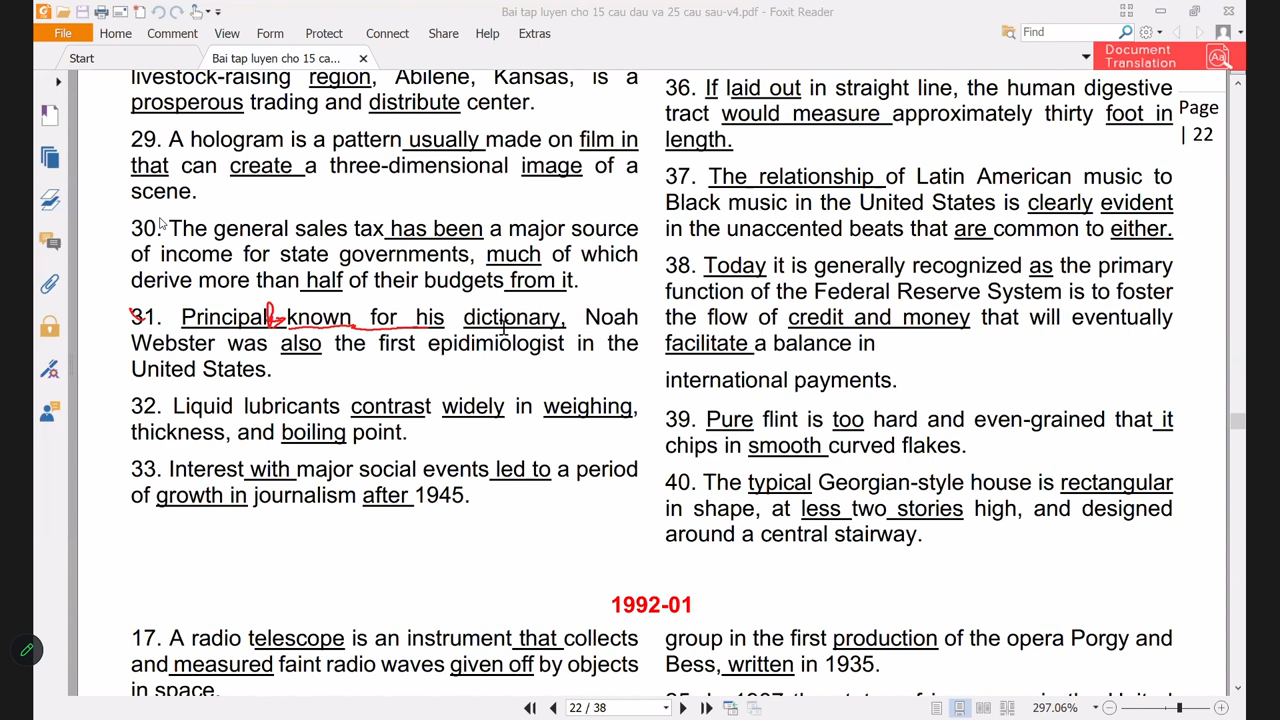 Bai tap luyen cho 15 cau dau va 25 cau sau-v4.pdf - Foxit Reader
File Home Comment View Form Protect Connect Share Help Extras
Find
Start
Bai tap luyen cho 15 ca...
Document Translation
livestock-raising region, Abilene, Kansas, is a
prosperous trading and distribute center.
29. A hologram is a pattern usually made on film in
that can create a three-dimensional image of a
scene.
30. The general sales tax has been a major source
of income for state governments, much of which
derive more than half of their budgets from it.
31. Principal known for his dictionary, Noah
Webster was also the first epidimiologist in the
United States.
32. Liquid lubricants contrast widely in weighing,
thickness, and boiling point.
33. Interest with major social events led to a period
of growth in journalism after 1945.
36. If laid out in straight line, the human digestive
tract would measure approximately thirty foot in
length.
37. The relationship of Latin American music to
Black music in the United States is clearly evident
in the unaccented beats that are common to either.
38. Today it is generally recognized as the primary
function of the Federal Reserve System is to foster
the flow of credit and money that will eventually
facilitate a balance in
international payments.
39. Pure flint is too hard and even-grained that it
chips in smooth curved flakes.
40. The typical Georgian-style house is rectangular
in shape, at less two stories high, and designed
around a central stairway.
Page
| 22
1992-01
17. A radio telescope is an instrument that collects
and measured faint radio waves given off by objects
in space.
group in the first production of the opera Porgy and
Bess, written in 1935.
22 / 38
297.06%